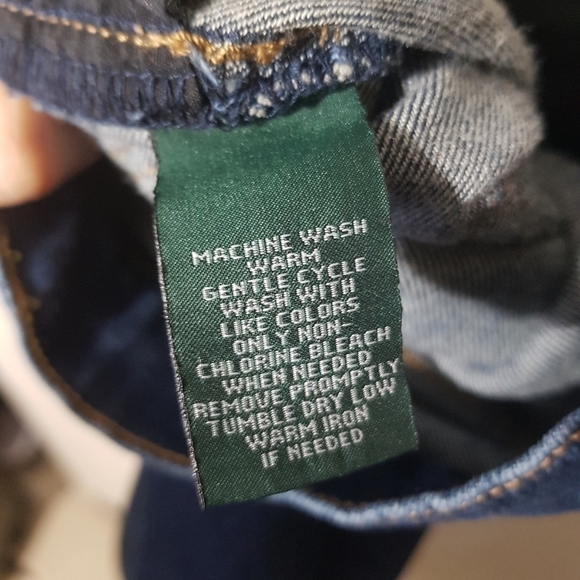 MACHINE WASH
WARM
GENTLE CYCLE
WASH WITH
LIKE COLORS
ONLY NON-
CHLORINE BLEACH
WHEN NEEDED
REMOVE PROMPTLY
TUMBLE DRY LOW
WARM IRON
IF NEEDED